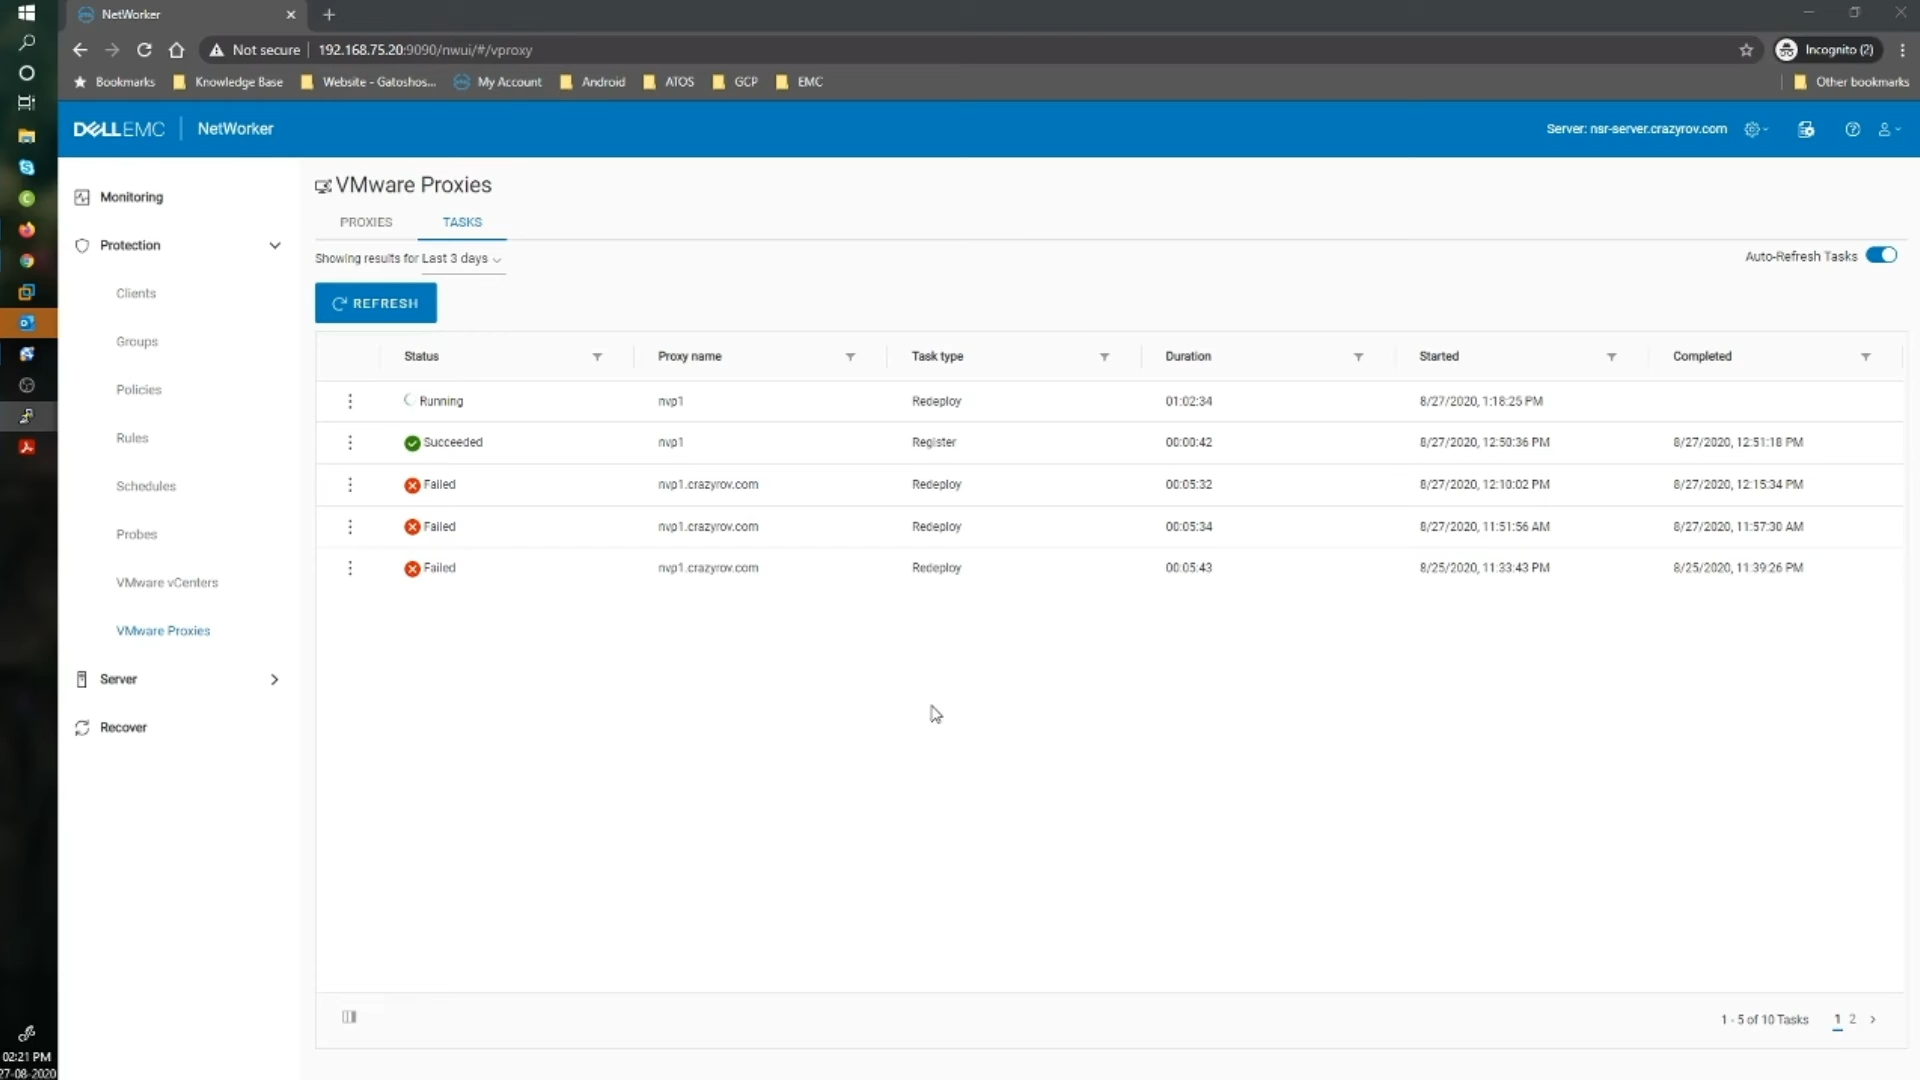 NetWorker
Not secure 192.168.75.20:9090/nwui/#/vproxy Incognito (2)
Bookmarks Knowledge Base Website - Gatoshos... My Account Android ATOS GCP EMC Other bookmarks
DELLEMC NetWorker Server: nsr-server.crazyrov.com
Monitoring
Protection
Clients
Groups
Policies
Rules
Schedules
Probes
VMware vCenters
VMware Proxies
Server
Recover
VMware Proxies
PROXIES TASKS
Showing results for Last 3 days
Auto-Refresh Tasks
REFRESH
Status Proxy name Task type Duration Started Completed
Running nvp1 Redeploy 01:02:34 8/27/2020, 1:18:25 PM
Succeeded nvp1 Register 00:00:42 8/27/2020, 12:50:36 PM 8/27/2020, 12:51:18 PM
Failed nvp1.crazyrov.com Redeploy 00:05:32 8/27/2020, 12:10:02 PM 8/27/2020, 12:15:34 PM
Failed nvp1.crazyrov.com Redeploy 00:05:34 8/27/2020, 11:51:56 AM 8/27/2020, 11:57:30 AM
Failed nvp1.crazyrov.com Redeploy 00:05:43 8/25/2020, 11:33:43 PM 8/25/2020, 11:39:26 PM
1 - 5 of 10 Tasks 1 2
02:21 PM
27-08-2020